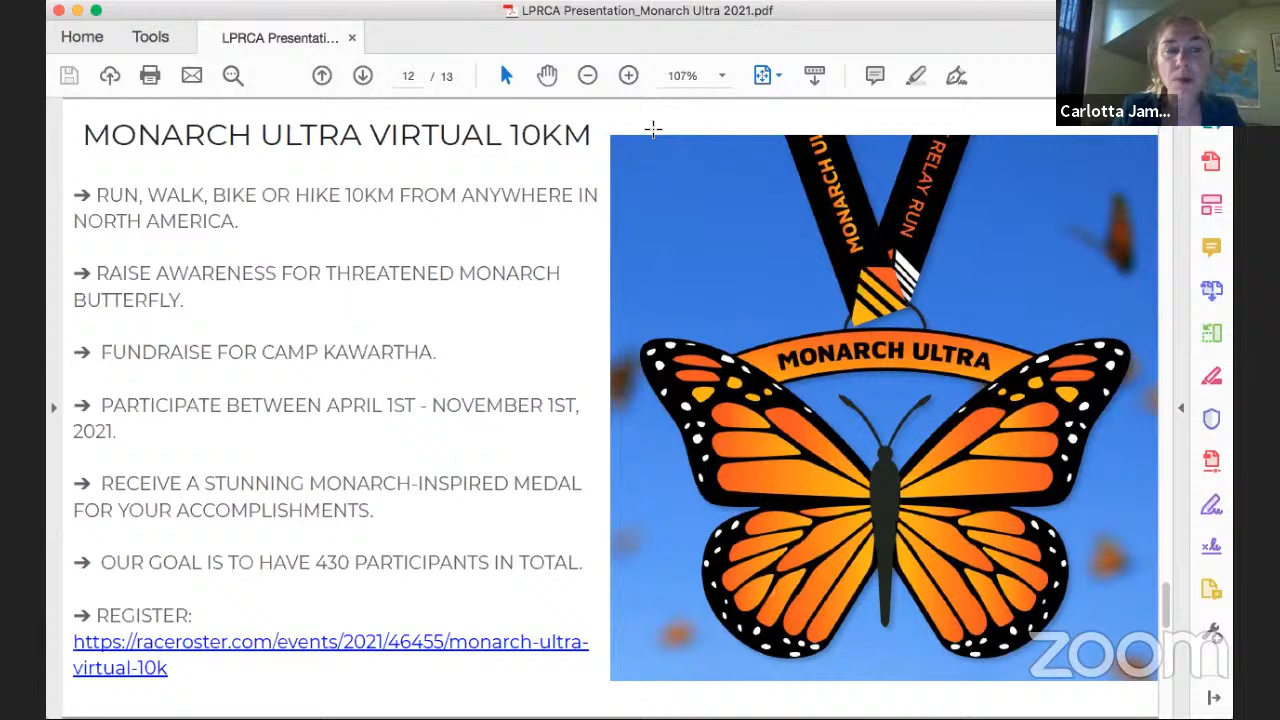 LPRCA Presentation_Monarch Ultra 2021.pdf
Home
Tools
LPRCA Presentati...
12 / 13
107%
Carlotta Jam...
MONARCH ULTRA VIRTUAL 10KM
➔ RUN, WALK, BIKE OR HIKE 10KM FROM ANYWHERE IN
NORTH AMERICA.
➔ RAISE AWARENESS FOR THREATENED MONARCH
BUTTERFLY.
➔ FUNDRAISE FOR CAMP KAWARTHA.
➔ PARTICIPATE BETWEEN APRIL 1ST - NOVEMBER 1ST,
2021.
➔ RECEIVE A STUNNING MONARCH-INSPIRED MEDAL
FOR YOUR ACCOMPLISHMENTS.
➔ OUR GOAL IS TO HAVE 430 PARTICIPANTS IN TOTAL.
➔ REGISTER:
https://raceroster.com/events/2021/46455/monarch-ultra-
virtual-10k
MONARCH UL
RELAY RUN
MONARCH ULTRA
zoom